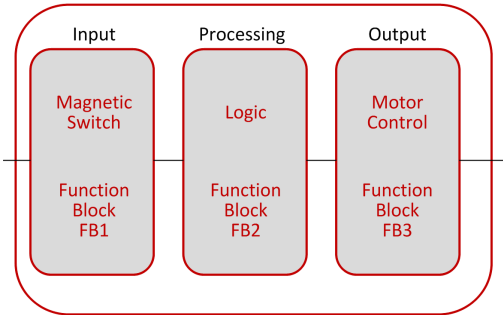 Input
Processing
Output
Magnetic
Switch
Function
Block
FB1
Logic
Function
Block
FB2
Motor
Control
Function
Block
FB3